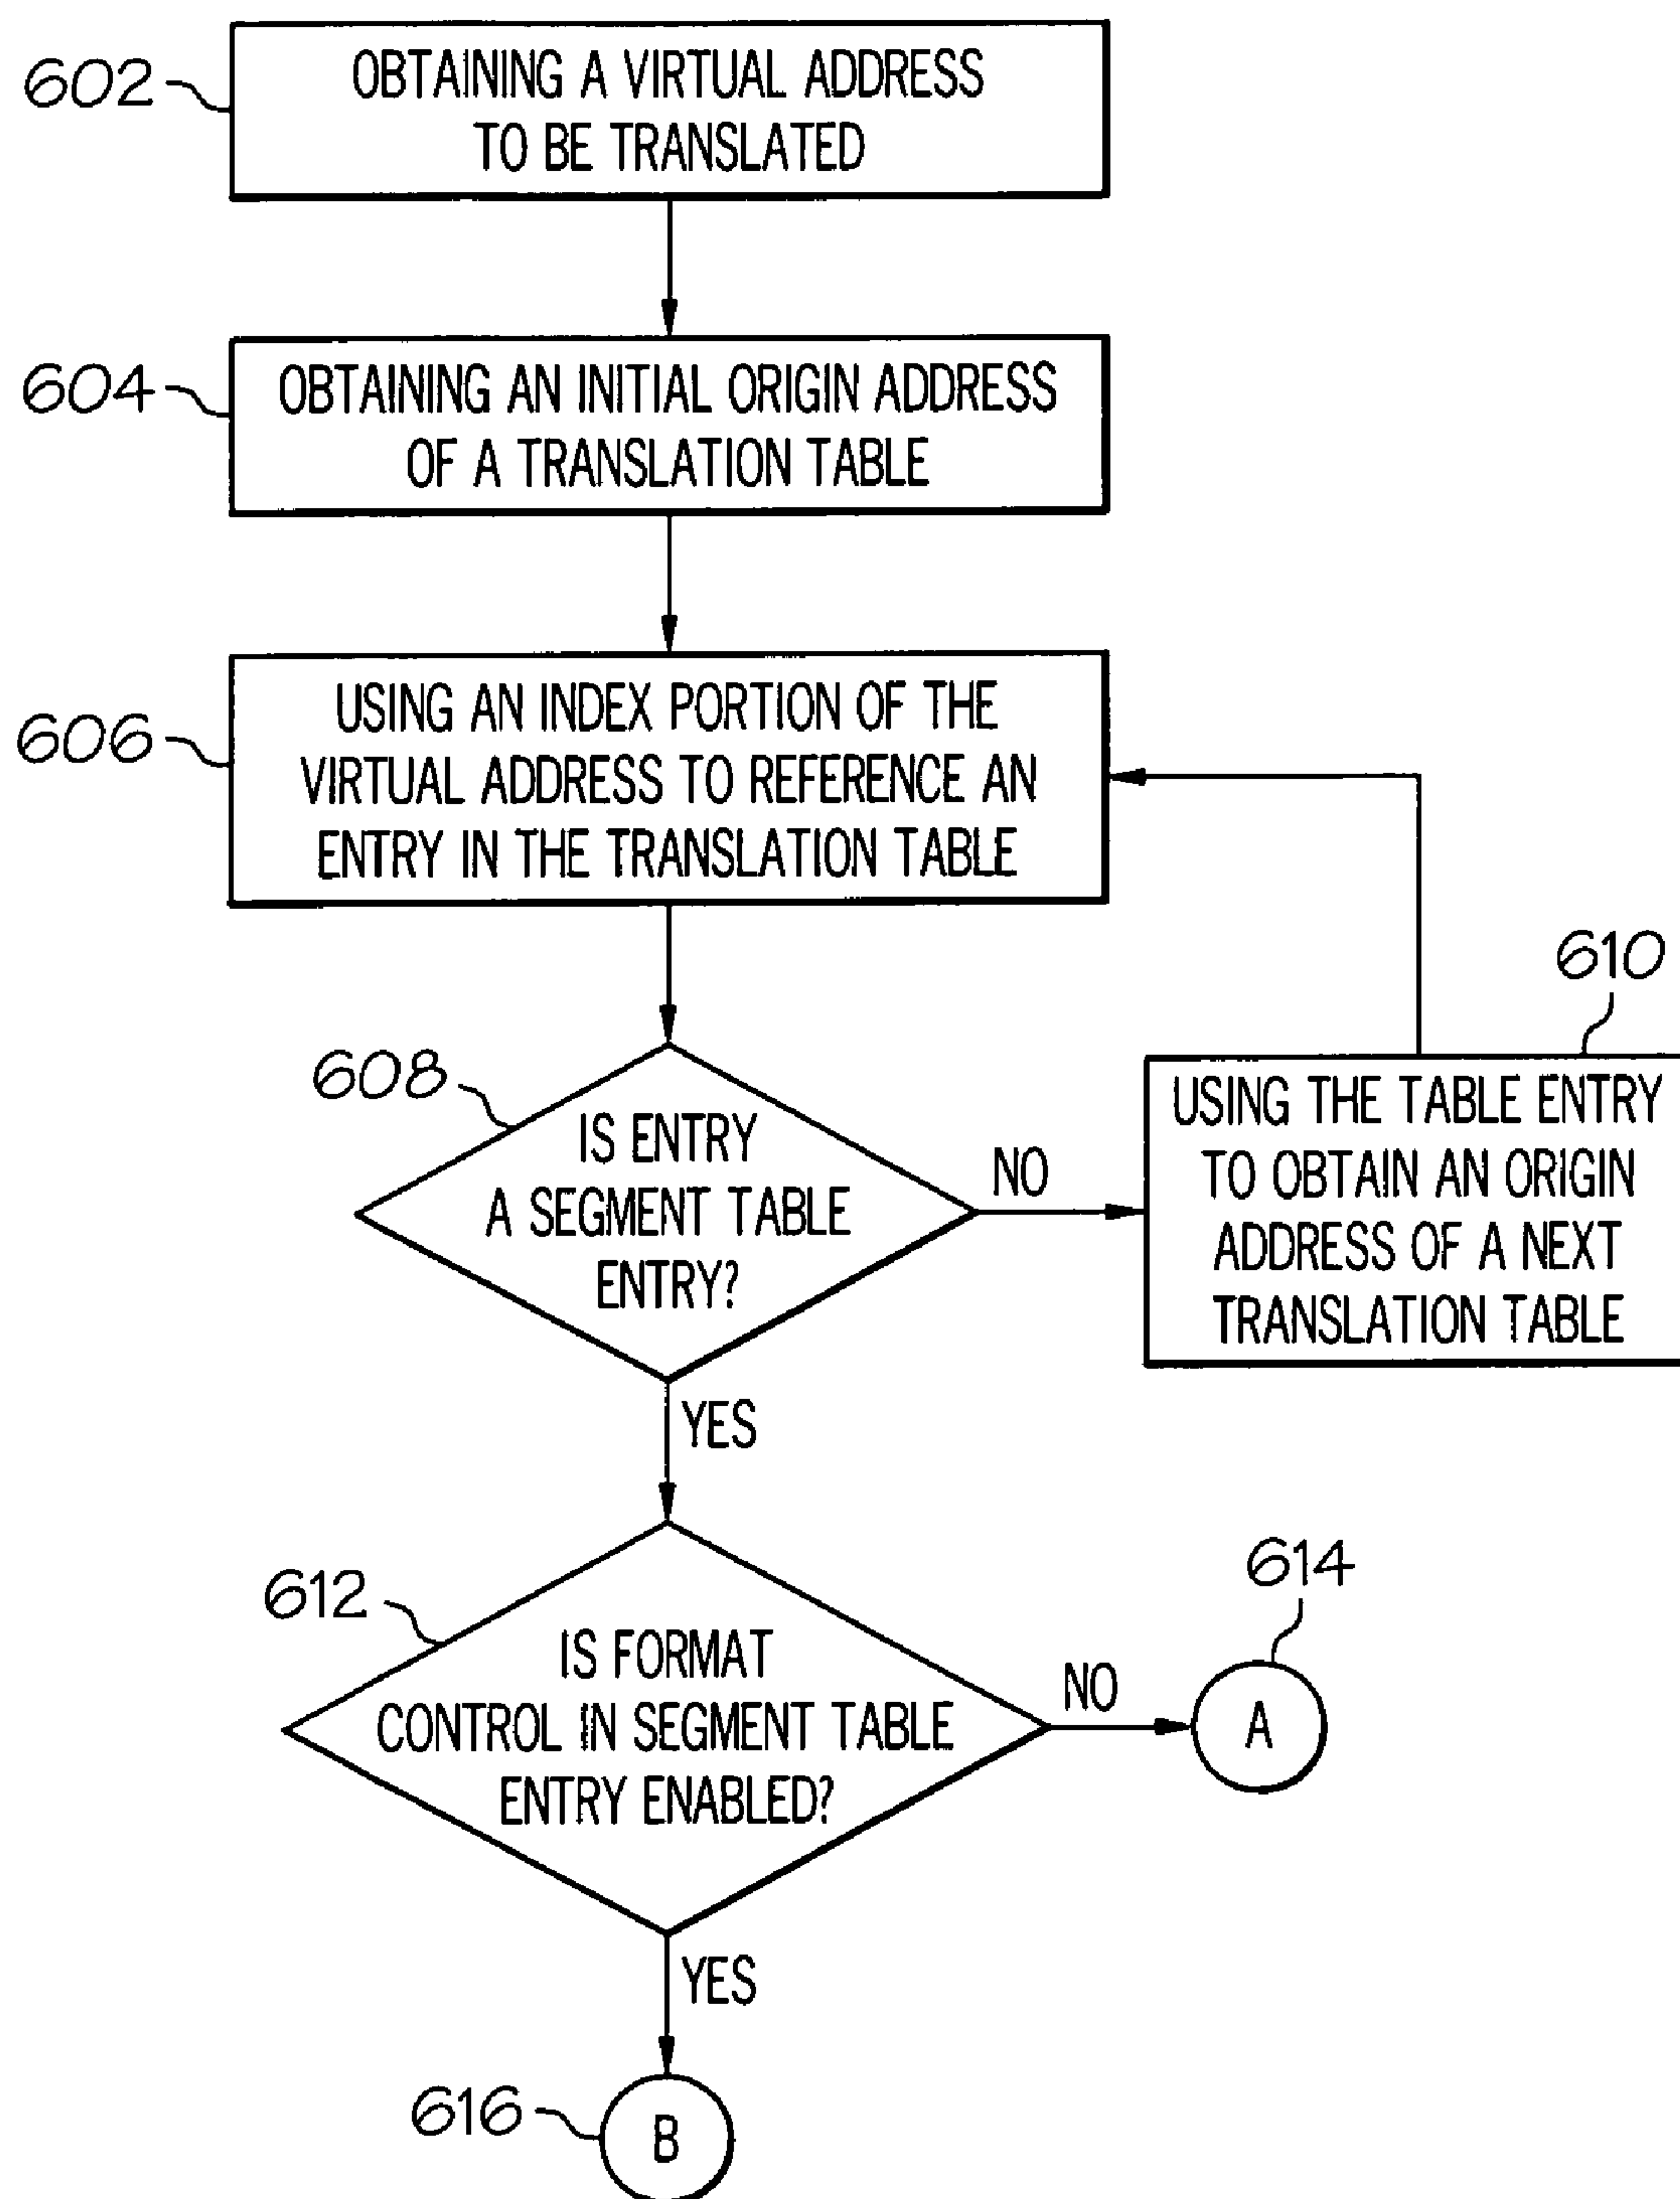 602
OBTAINING A VIRTUAL ADDRESS
TO BE TRANSLATED
604
OBTAINING AN INITIAL ORIGIN ADDRESS
OF A TRANSLATION TABLE
606
USING AN INDEX PORTION OF THE
VIRTUAL ADDRESS TO REFERENCE AN
ENTRY IN THE TRANSLATION TABLE
608
IS ENTRY
A SEGMENT TABLE
ENTRY?
NO
610
USING THE TABLE ENTRY
TO OBTAIN AN ORIGIN
ADDRESS OF A NEXT
TRANSLATION TABLE
YES
612
IS FORMAT
CONTROL IN SEGMENT TABLE
ENTRY ENABLED?
NO
614
A
YES
616
B